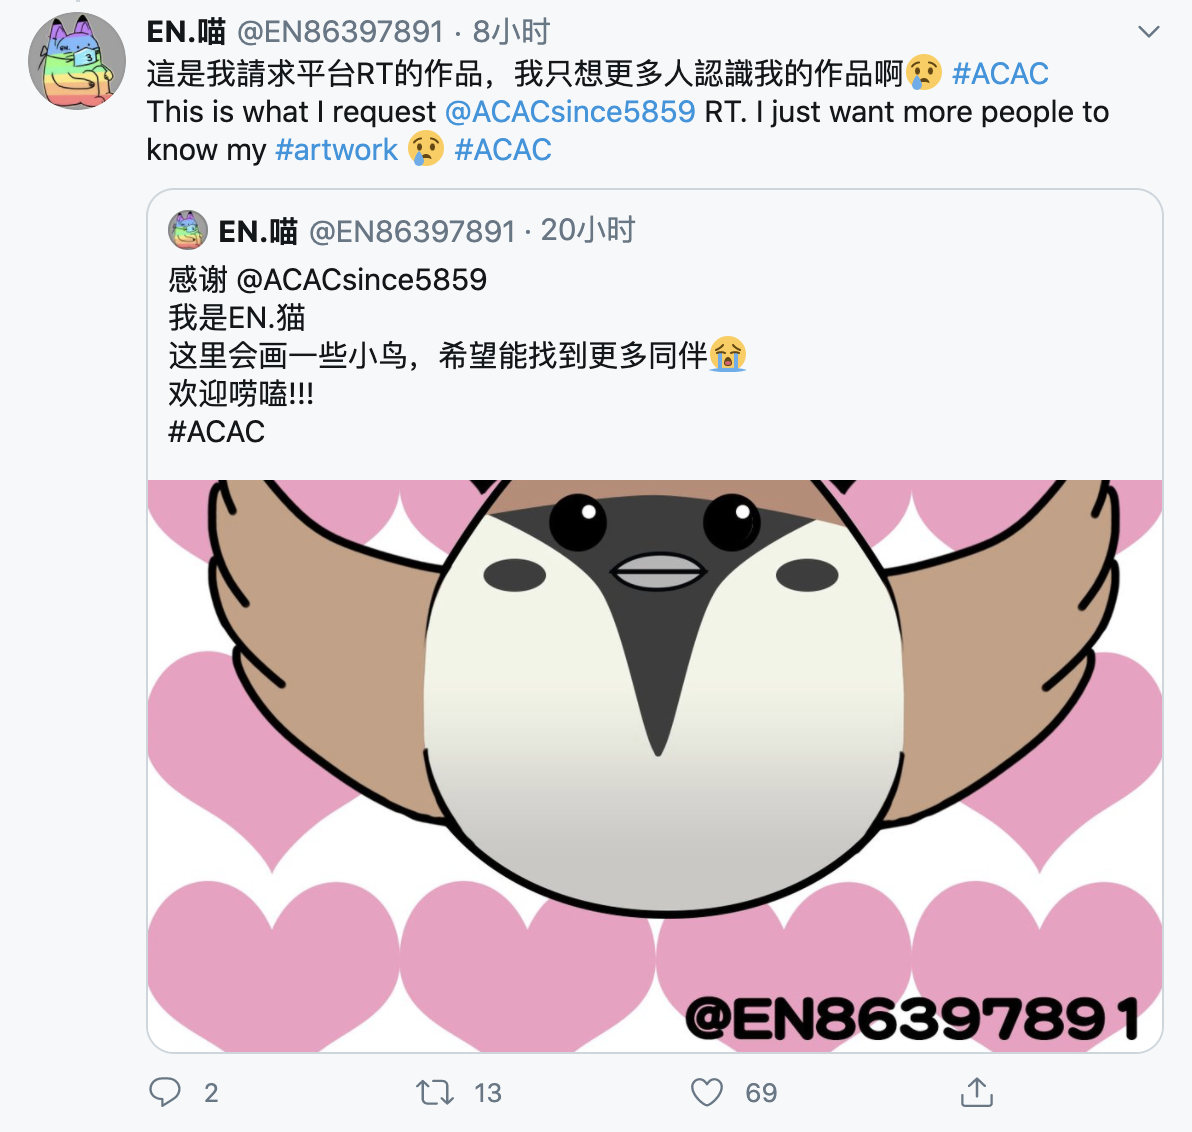 EN.喵 @EN86397891 · 8小时
這是我請求平台RT的作品，我只想更多人認識我的作品啊😢 #ACAC
This is what I request @ACACsince5859 RT. I just want more people to
know my #artwork 😢 #ACAC
EN.喵 @EN86397891 · 20小时
感谢 @ACACsince5859
我是EN.猫
这里会画一些小鸟，希望能找到更多同伴😭
欢迎唠嗑!!!
#ACAC
@EN86397891
2 13 69